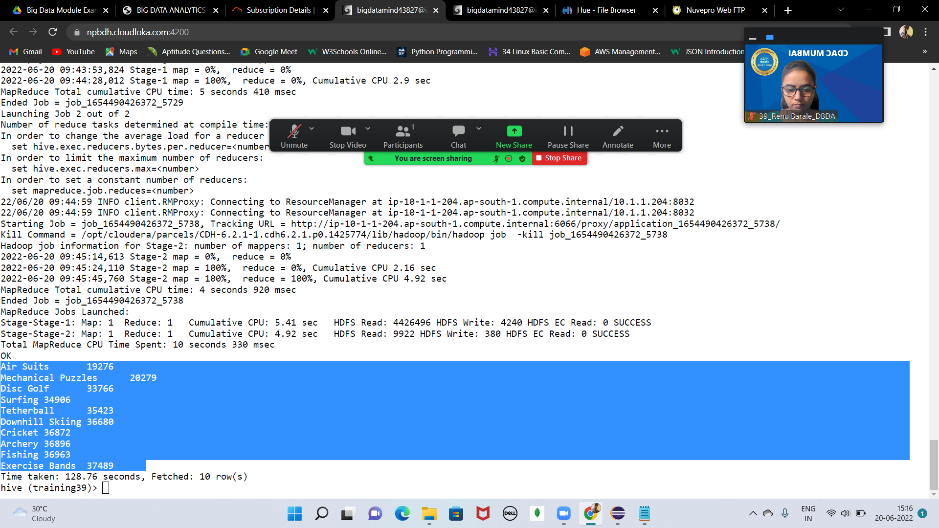 Big Data Module Exam
BIG DATA ANALYTICS
Subscription Details |
bigdatamind43827@
bigdatamind43827@
Hue - File Browser
Nuvepro Web FTP
npbdh.cloudloka.com:4200
Gmail
YouTube
Maps
Aptitude Questions...
Google Meet
W3Schools Online...
Python Programmi...
34 Linux Basic Com...
AWS Management...
JSON Introduction
2022-06-20 09:43:53,824 Stage-1 map = 0%, reduce = 0%
2022-06-20 09:44:28,012 Stage-1 map = 100%, reduce = 0%, Cumulative CPU 2.9 sec
MapReduce Total cumulative CPU time: 5 seconds 410 msec
Ended Job = job_1654490426372_5729
Launching Job 2 out of 2
Number of reduce tasks determined at compile time:
In order to change the average load for a reducer
set hive.exec.reducers.bytes.per.reducer=<number
In order to limit the maximum number of reducers:
set hive.exec.reducers.max=<number>
In order to set a constant number of reducers:
set mapreduce.job.reduces=<number>
22/06/20 09:44:59 INFO client.RMProxy: Connecting to ResourceManager at ip-10-1-1-204.ap-south-1.compute.internal/10.1.1.204:8032
22/06/20 09:44:59 INFO client.RMProxy: Connecting to ResourceManager at ip-10-1-1-204.ap-south-1.compute.internal/10.1.1.204:8032
Starting Job = job_1654490426372_5738, Tracking URL = http://ip-10-1-1-204.ap-south-1.compute.internal:6066/proxy/application_1654490426372_5738/
Kill Command = /opt/cloudera/parcels/CDH-6.2.1-1.cdh6.2.1.p0.1425774/lib/hadoop/bin/hadoop job -kill job_1654490426372_5738
Hadoop job information for Stage-2: number of mappers: 1; number of reducers: 1
2022-06-20 09:45:14,613 Stage-2 map = 0%, reduce = 0%
2022-06-20 09:45:24,110 Stage-2 map = 100%, reduce = 0%, Cumulative CPU 2.16 sec
2022-06-20 09:45:45,760 Stage-2 map = 100%, reduce = 100%, Cumulative CPU 4.92 sec
MapReduce Total cumulative CPU time: 4 seconds 920 msec
Ended Job = job_1654490426372_5738
MapReduce Jobs Launched:
Stage-Stage-1: Map: 1 Reduce: 1 Cumulative CPU: 5.41 sec HDFS Read: 4426496 HDFS Write: 4240 HDFS EC Read: 0 SUCCESS
Stage-Stage-2: Map: 1 Reduce: 1 Cumulative CPU: 4.92 sec HDFS Read: 9922 HDFS Write: 380 HDFS EC Read: 0 SUCCESS
Total MapReduce CPU Time Spent: 10 seconds 330 msec
OK
Air Suits 19276
Mechanical Puzzles 20279
Disc Golf 33766
Surfing 34906
Tetherball 35423
Downhill Skiing 36680
Cricket 36872
Archery 36896
Fishing 36963
Exercise Bands 37489
Time taken: 128.76 seconds, Fetched: 10 row(s)
hive (training39)>
Unmute
Stop Video
1
Participants
Chat
New Share
Pause Share
Annotate
More
You are screen sharing
Stop Share
CDAC MUMBAI
30°C
Cloudy
ENG
IN
15:16
20-06-2022
1